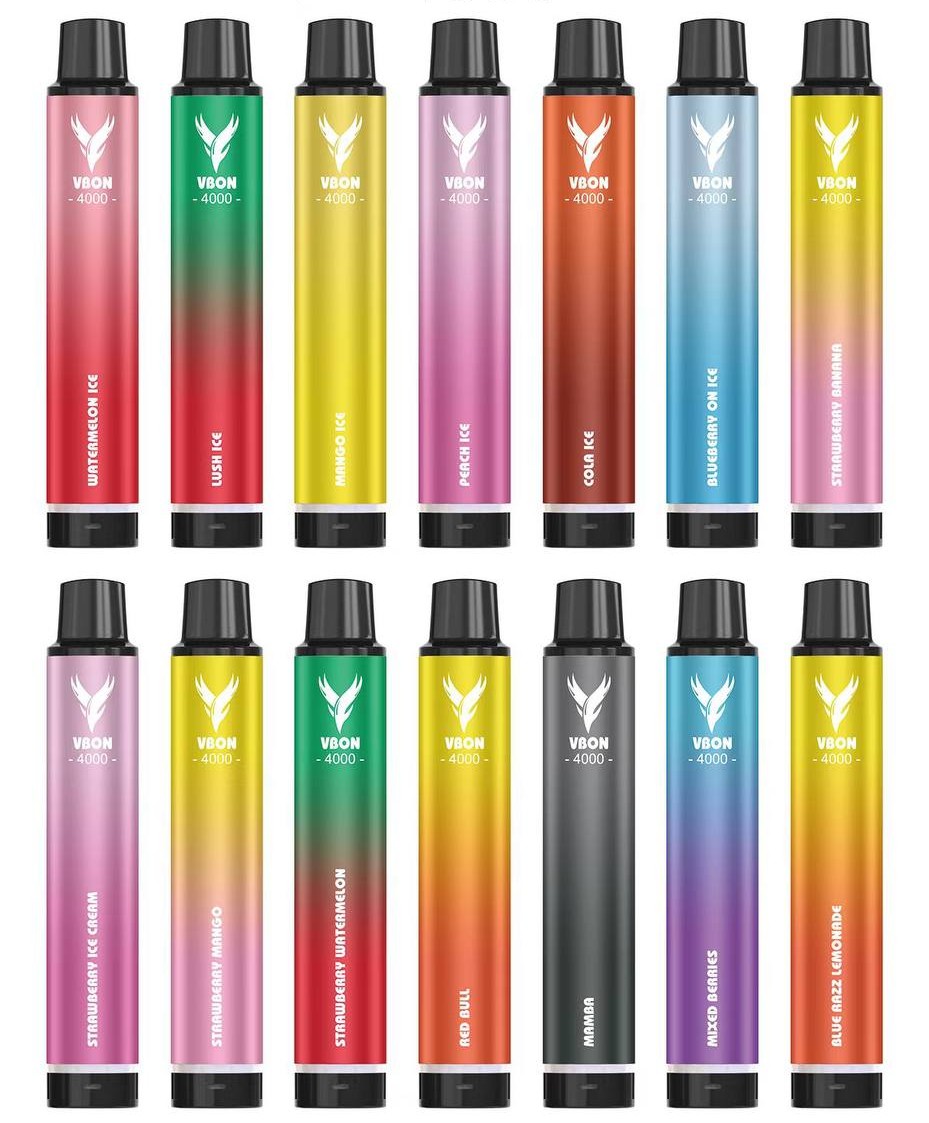 VBON
- 4000 -
WATERMELON ICE
VBON
- 4000 -
LUSH ICE
VBON
- 4000 -
MANGO ICE
VBON
- 4000 -
PEACH ICE
VBON
- 4000 -
COLA ICE
VBON
- 4000 -
BLUEBERRY ON ICE
VBON
- 4000 -
STRAWBERRY BANANA
VBON
- 4000 -
STRAWBERRY ICE CREAM
VBON
- 4000 -
STRAWBERRY MANGO
VBON
- 4000 -
STRAWBERRY WATERMELON
VBON
- 4000 -
RED BULL
VBON
- 4000 -
MAMBA
VBON
- 4000 -
MIXED BERRIES
VBON
- 4000 -
BLUE RAZZ LEMONADE